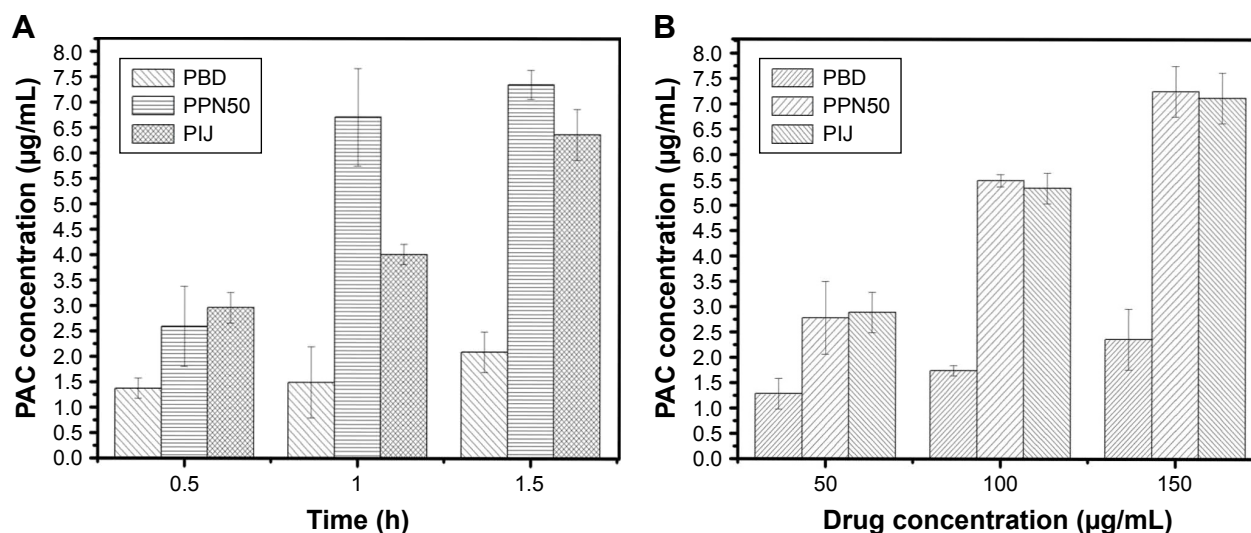 A
PAC concentration (µg/mL)
8.0
7.5
7.0
6.5
6.0
5.5
5.0
4.5
4.0
3.5
3.0
2.5
2.0
1.5
1.0
0.5
0.0
PBD
PPN50
PIJ
0.5 1 1.5
Time (h)
B
PAC concentration (µg/mL)
8.0
7.5
7.0
6.5
6.0
5.5
5.0
4.5
4.0
3.5
3.0
2.5
2.0
1.5
1.0
0.5
0.0
PBD
PPN50
PIJ
50 100 150
Drug concentration (µg/mL)